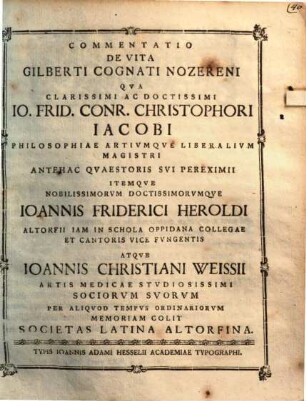 40
COMMENTATIO
DE VITA
GILBERTI COGNATI NOZERENI
QVA
CLARISSIMI AC DOCTISSIMI
IO. FRID. CONR. CHRISTOPHORI
IACOBI
PHILOSOPHIAE ARTIVMQVE LIBERALIVM
MAGISTRI
ANTEHAC QVAESTORIS SVI PEREXIMII
ITEMQVE
NOBILISSIMORVM DOCTISSIMORVMQVE
IOANNIS FRIDERICI HEROLDI
ALTORFII IAM IN SCHOLA OPPIDANA COLLEGAE
ET CANTORIS VICE FVNGENTIS
ATQVE
IOANNIS CHRISTIANI WEISSII
ARTIS MEDICAE STVDIOSISSIMI
SOCIORVM SVORVM
PER ALIQVOD TEMPVS ORDINARIORVM
MEMORIAM COLIT
SOCIETAS LATINA ALTORFINA.
TYPIS IOANNIS ADAMI HESSELII ACADEMIAE TYPOGRAPHI.